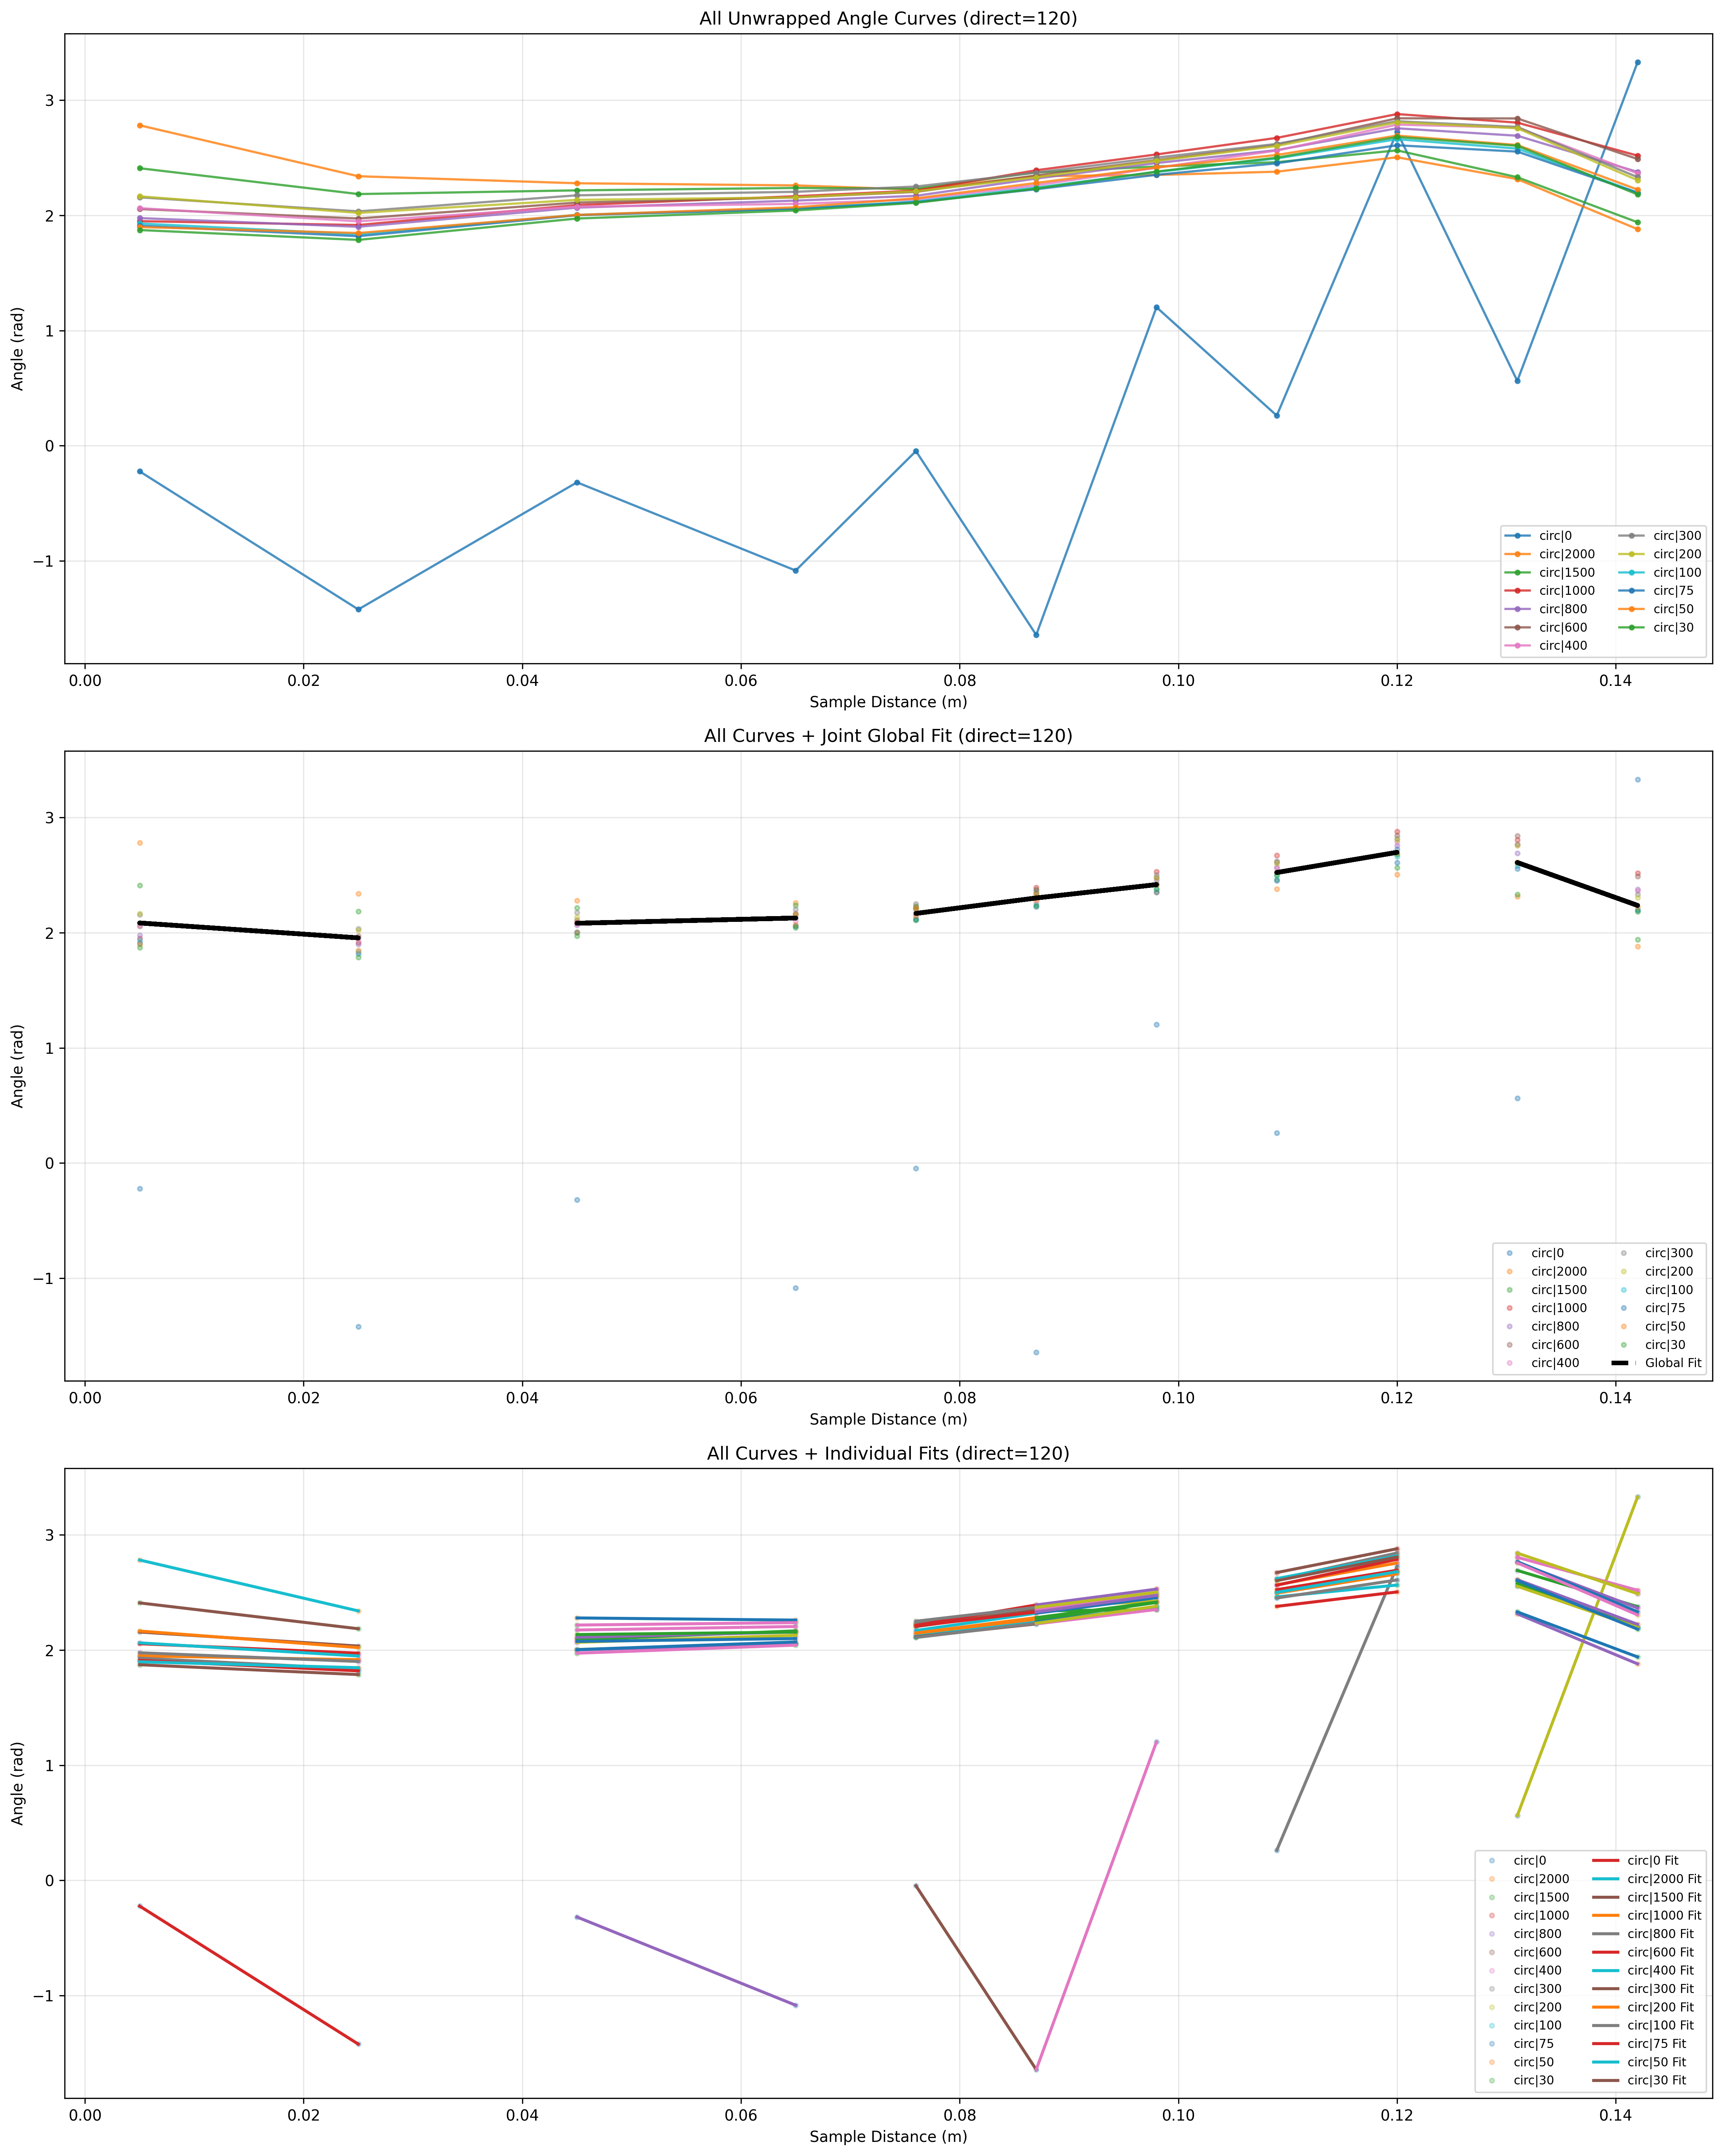 All Unwrapped Angle Curves (direct=120)
3
2
1
0
−1
Angle (rad)
circ|0
circ|2000
circ|1500
circ|1000
circ|800
circ|600
circ|400
circ|300
circ|200
circ|100
circ|75
circ|50
circ|30
0.00 0.02 0.04 0.06 0.08 0.10 0.12 0.14
Sample Distance (m)
All Curves + Joint Global Fit (direct=120)
3
2
1
0
−1
Angle (rad)
circ|0
circ|2000
circ|1500
circ|1000
circ|800
circ|600
circ|400
circ|300
circ|200
circ|100
circ|75
circ|50
circ|30
Global Fit
0.00 0.02 0.04 0.06 0.08 0.10 0.12 0.14
Sample Distance (m)
All Curves + Individual Fits (direct=120)
3
2
1
0
−1
Angle (rad)
circ|0
circ|2000
circ|1500
circ|1000
circ|800
circ|600
circ|400
circ|300
circ|200
circ|100
circ|75
circ|50
circ|30
circ|0 Fit
circ|2000 Fit
circ|1500 Fit
circ|1000 Fit
circ|800 Fit
circ|600 Fit
circ|400 Fit
circ|300 Fit
circ|200 Fit
circ|100 Fit
circ|75 Fit
circ|50 Fit
circ|30 Fit
0.00 0.02 0.04 0.06 0.08 0.10 0.12 0.14
Sample Distance (m)